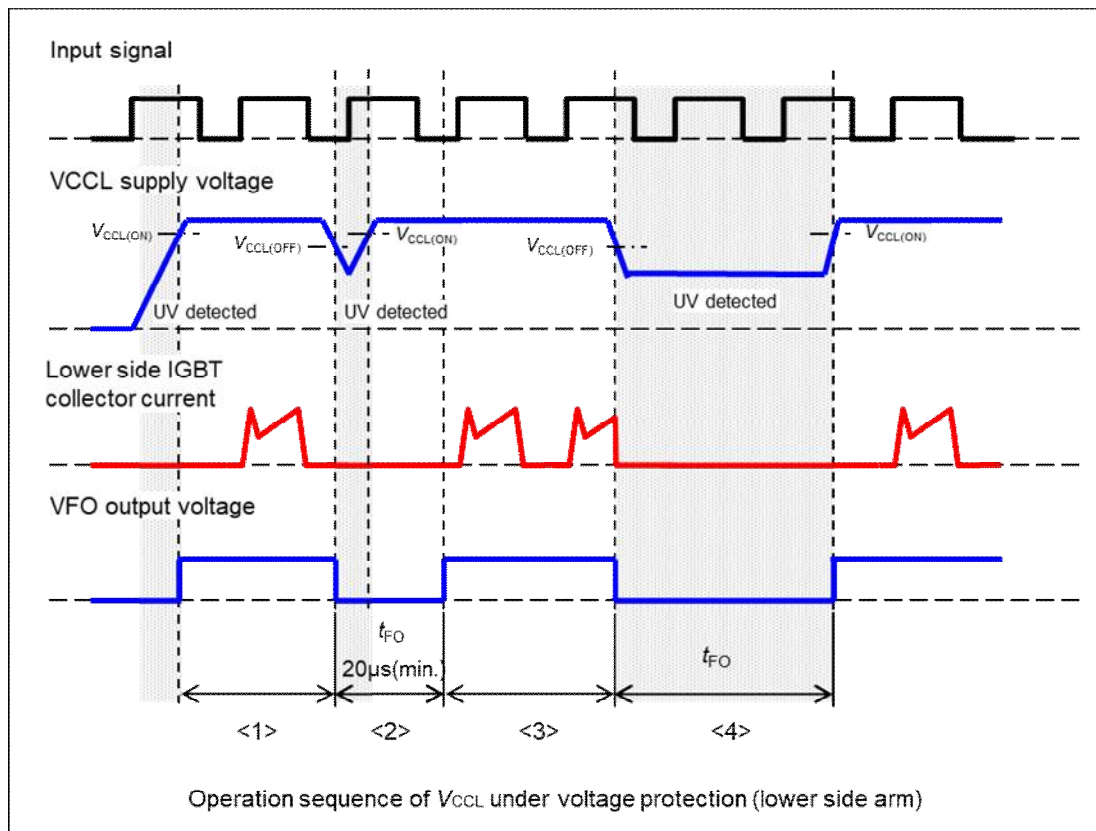 Input signal
VCCL supply voltage
VCCL(ON)
VCCL(OFF)
VCCL(ON)
VCCL(OFF)
VCCL(ON)
UV detected
UV detected
UV detected
Lower side IGBT
collector current
VFO output voltage
tFO
20μs(min.)
tFO
<1>
<2>
<3>
<4>
Operation sequence of VCCL under voltage protection (lower side arm)